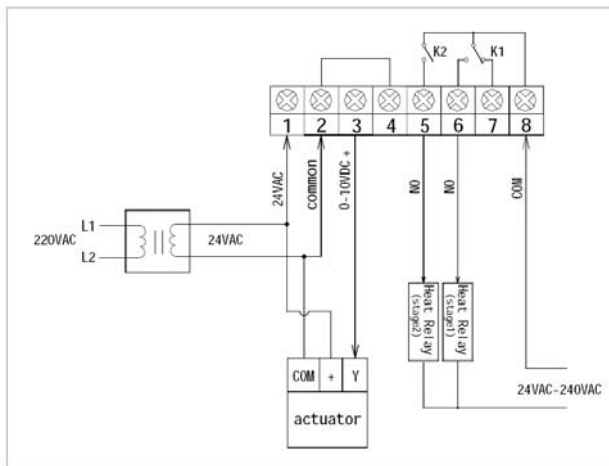 K2
K1
1 2 3 4 5 6 7 8
24VAC
common
0-10VDC +
NO
NO
COM
220VAC
L1
L2
24VAC
Heat Relay
(stage2)
Heat Relay
(stage1)
COM + Y
actuator
24VAC-240VAC